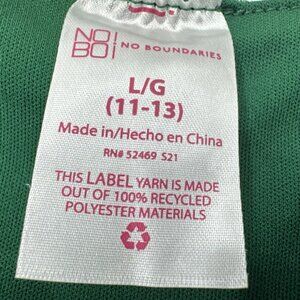 NO
BO
NO BOUNDARIES
L/G
(11-13)
Made in/Hecho en China
RN# 52469 S21
THIS LABEL YARN IS MADE
OUT OF 100% RECYCLED
POLYESTER MATERIALS